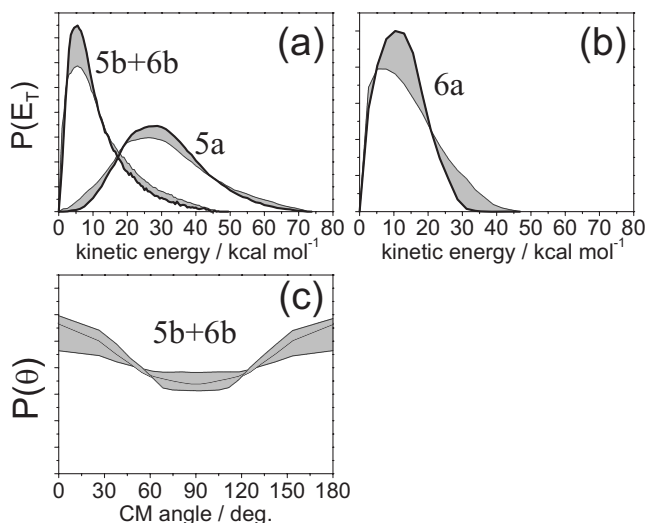 (a)
5b+6b
5a
P(E_T)
0 10 20 30 40 50 60 70 80
kinetic energy / kcal mol⁻¹
(b)
6a
0 10 20 30 40 50 60 70 80
kinetic energy / kcal mol⁻¹
(c)
5b+6b
P(θ)
0 30 60 90 120 150 180
CM angle / deg.